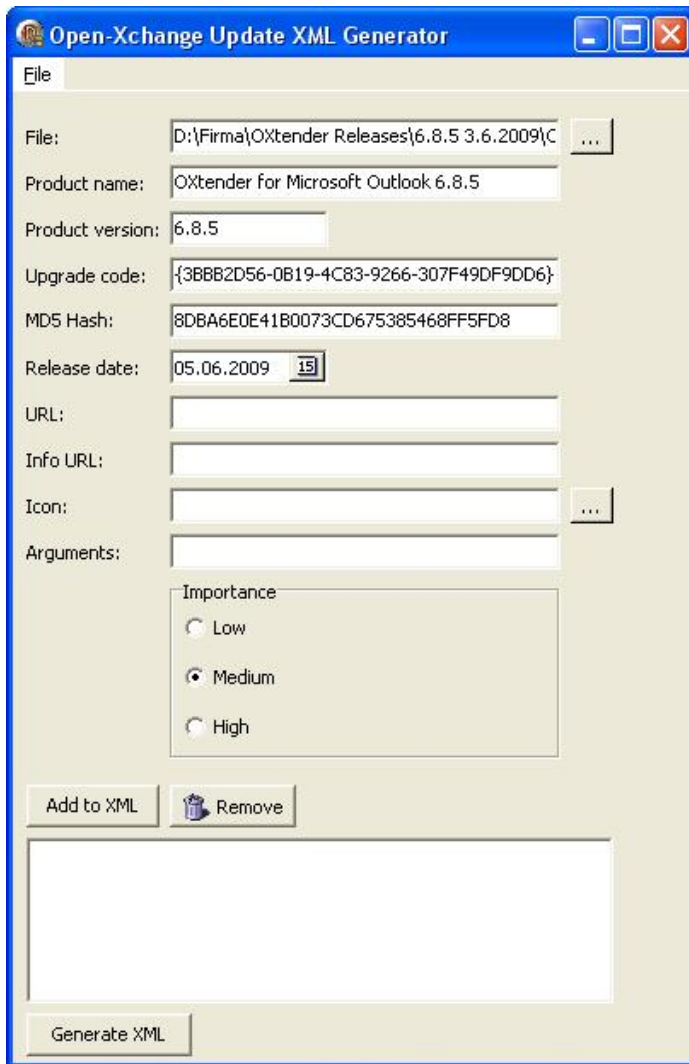 Open-Xchange Update XML Generator
File
File: D:\Firma\OXtender Releases\6.8.5 3.6.2009\C ...
Product name: OXtender for Microsoft Outlook 6.8.5
Product version: 6.8.5
Upgrade code: {3BBB2D56-0B19-4C83-9266-307F49DF9DD6}
MD5 Hash: 8DBA6E0E41B0073CD675385468FF5FD8
Release date: 05.06.2009 15
URL:
Info URL:
Icon: ...
Arguments:
Importance
Low
Medium
High
Add to XML Remove
Generate XML